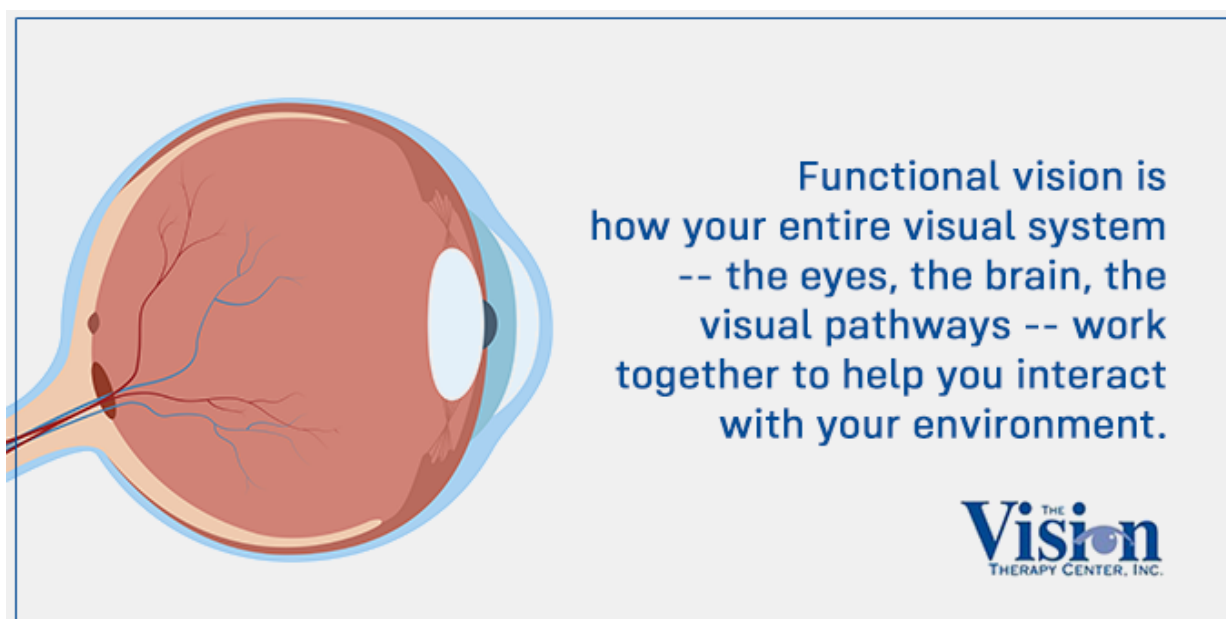 Functional vision is
how your entire visual system
-- the eyes, the brain, the
visual pathways -- work
together to help you interact
with your environment.
THE
Vision
THERAPY CENTER, INC.